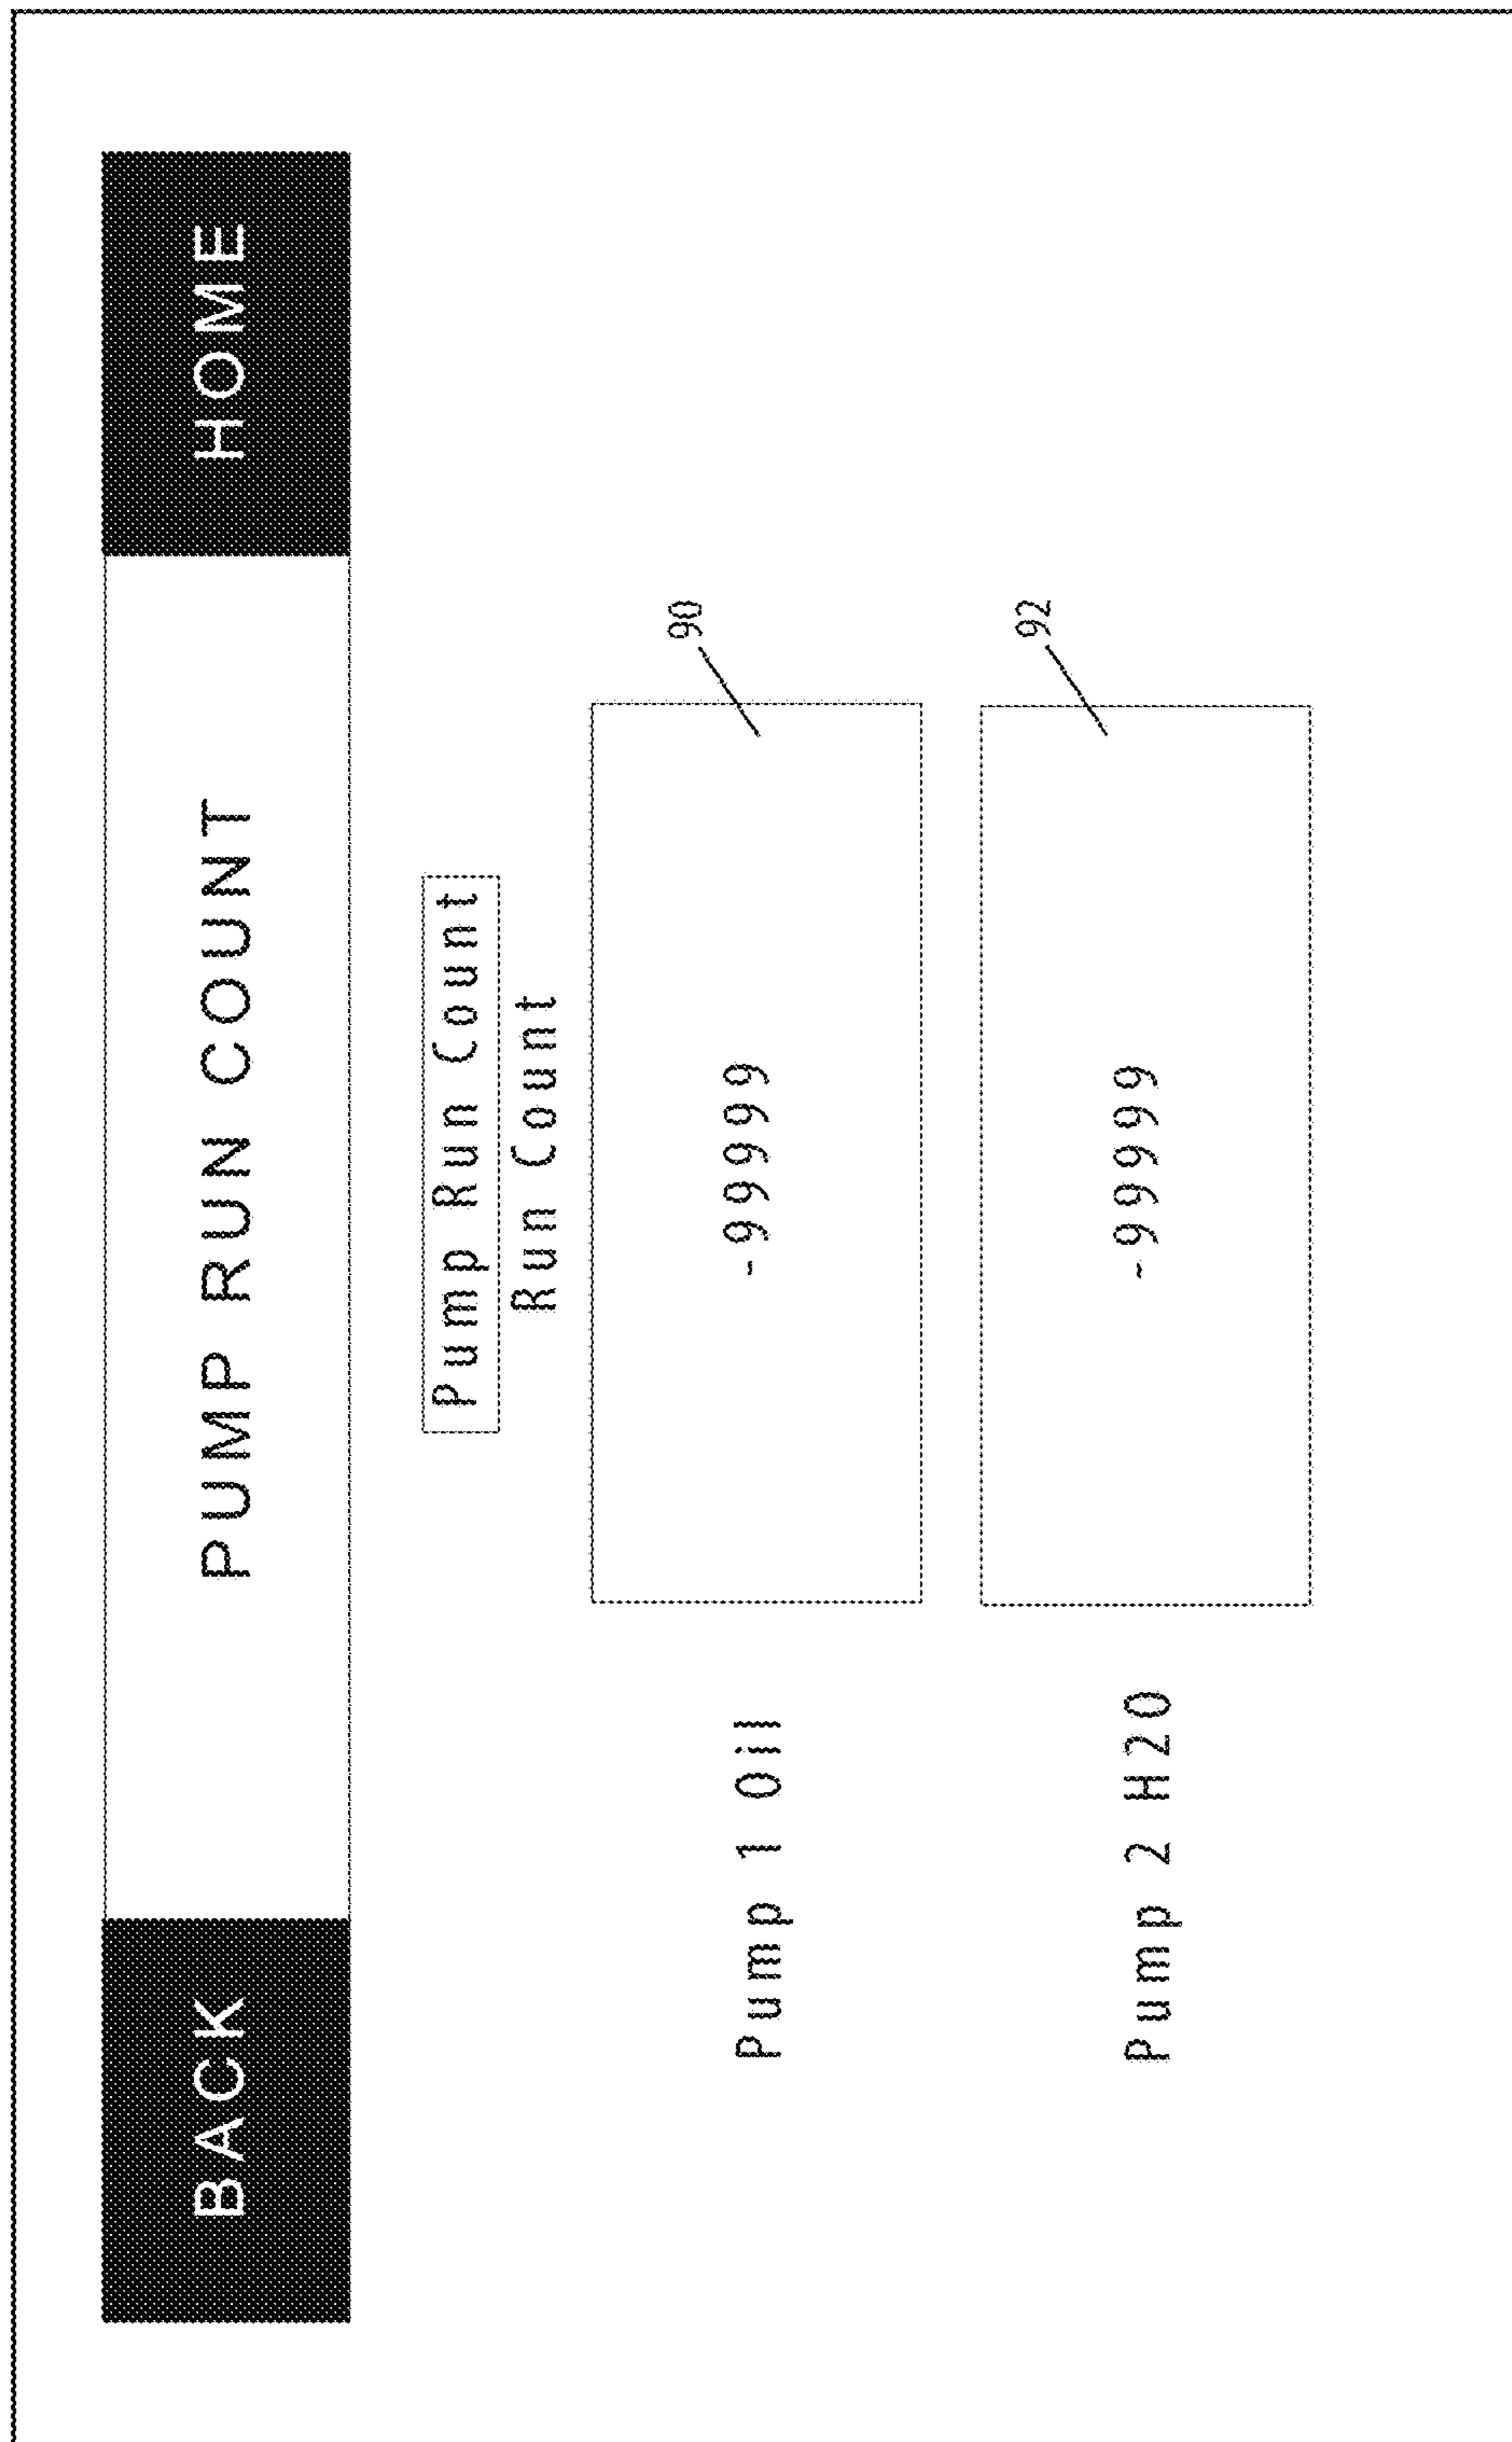 BACK PUMP RUN COUNT HOME
Pump Run Count
Run Count
90
Pump 1 Oil -99999
92
Pump 2 H20 -99999